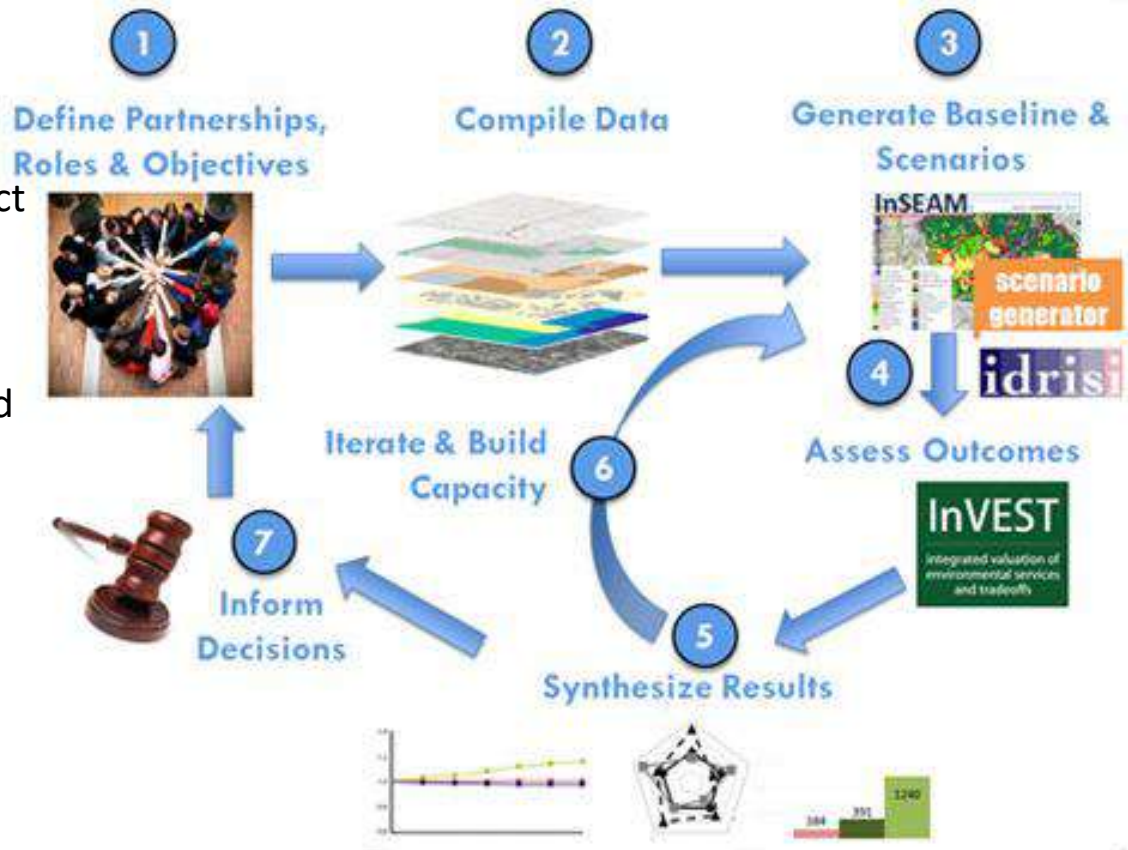 1
Define Partnerships,
Roles & Objectives
ct
2
Compile Data
3
Generate Baseline &
Scenarios
InSEAM
scenario
generator
idrisi
4
Assess Outcomes
InVEST
integrated valuation of
environmental services
and tradeoffs
d
Iterate & Build
Capacity
6
7
Inform
Decisions
5
Synthesize Results
391
1240